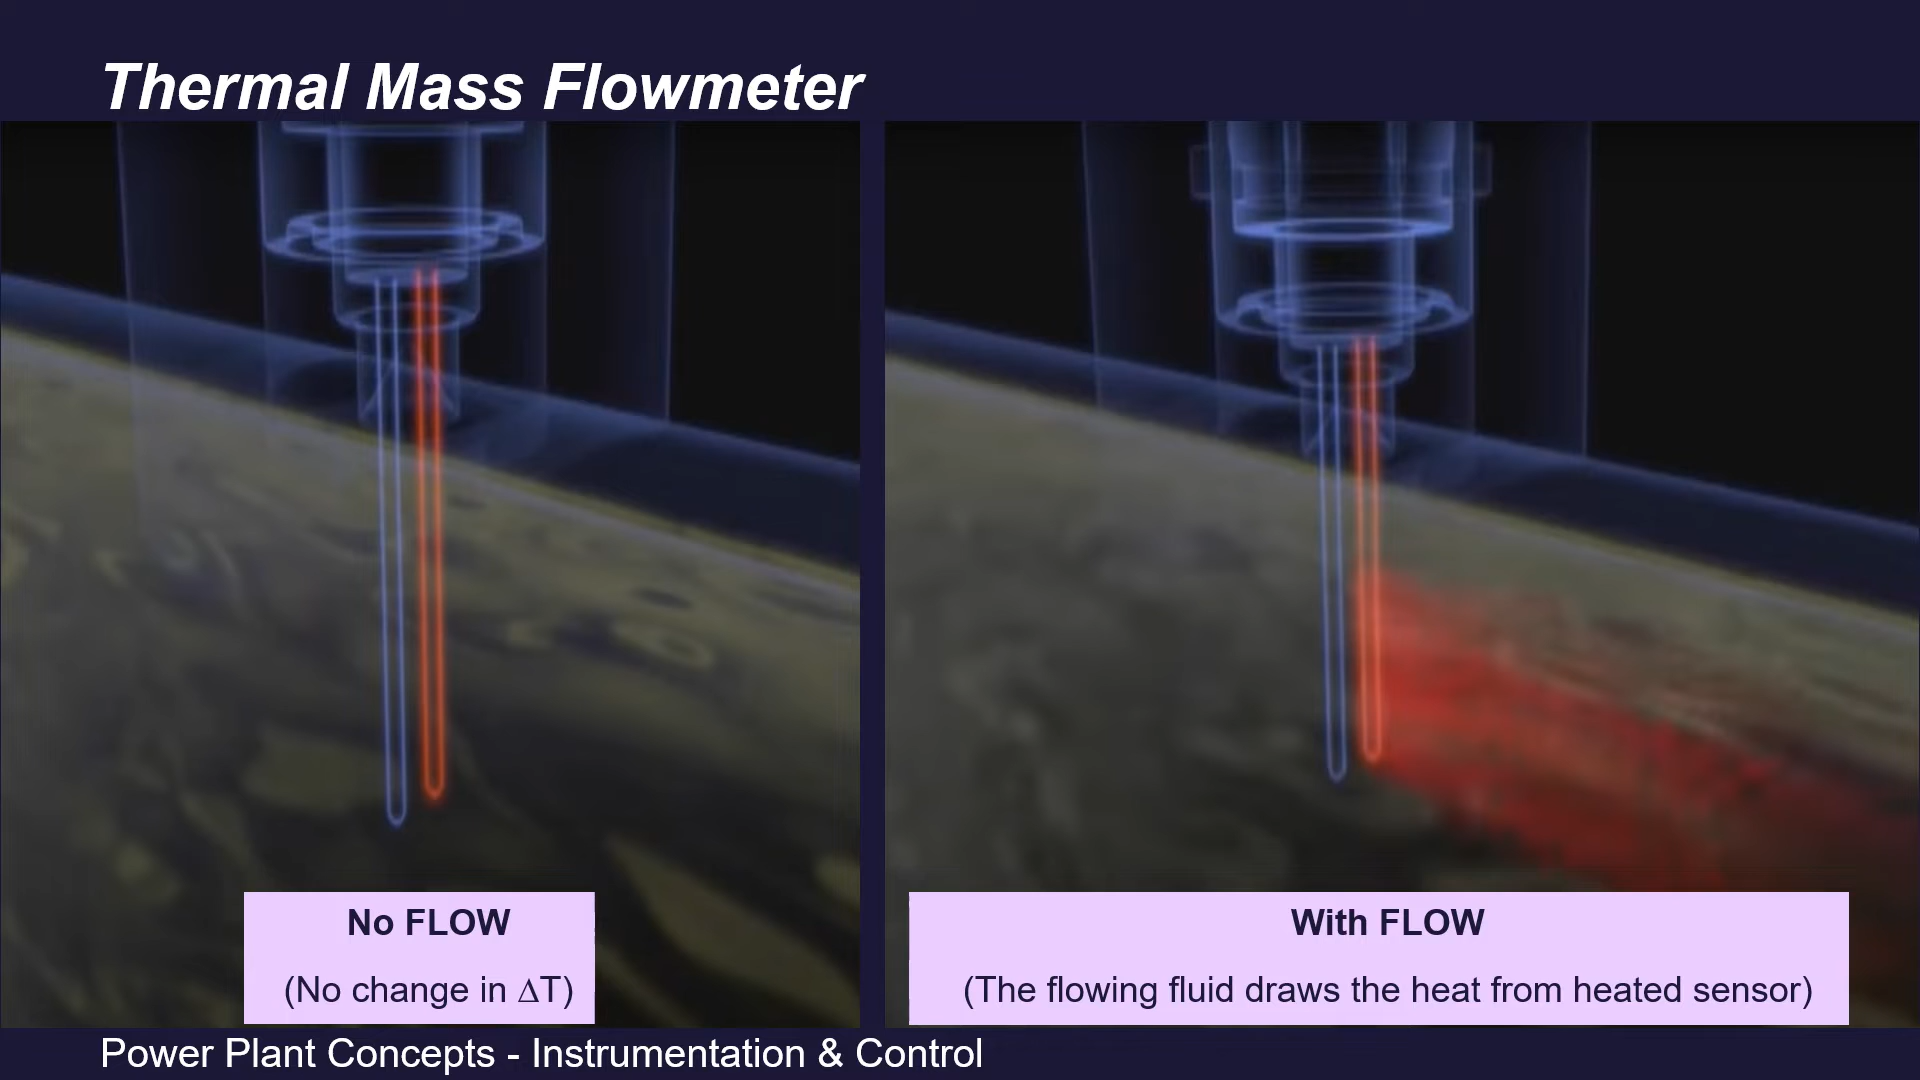 Thermal Mass Flowmeter
No FLOW
(No change in ΔT)
With FLOW
(The flowing fluid draws the heat from heated sensor)
Power Plant Concepts - Instrumentation & Control